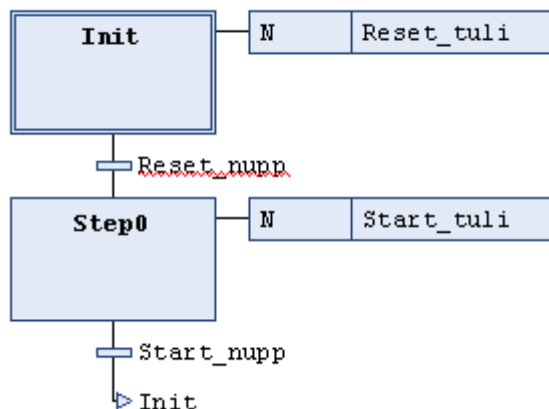 Init N Reset_tuli
Reset_nupp
Step0 N Start_tuli
Start_nupp
Init